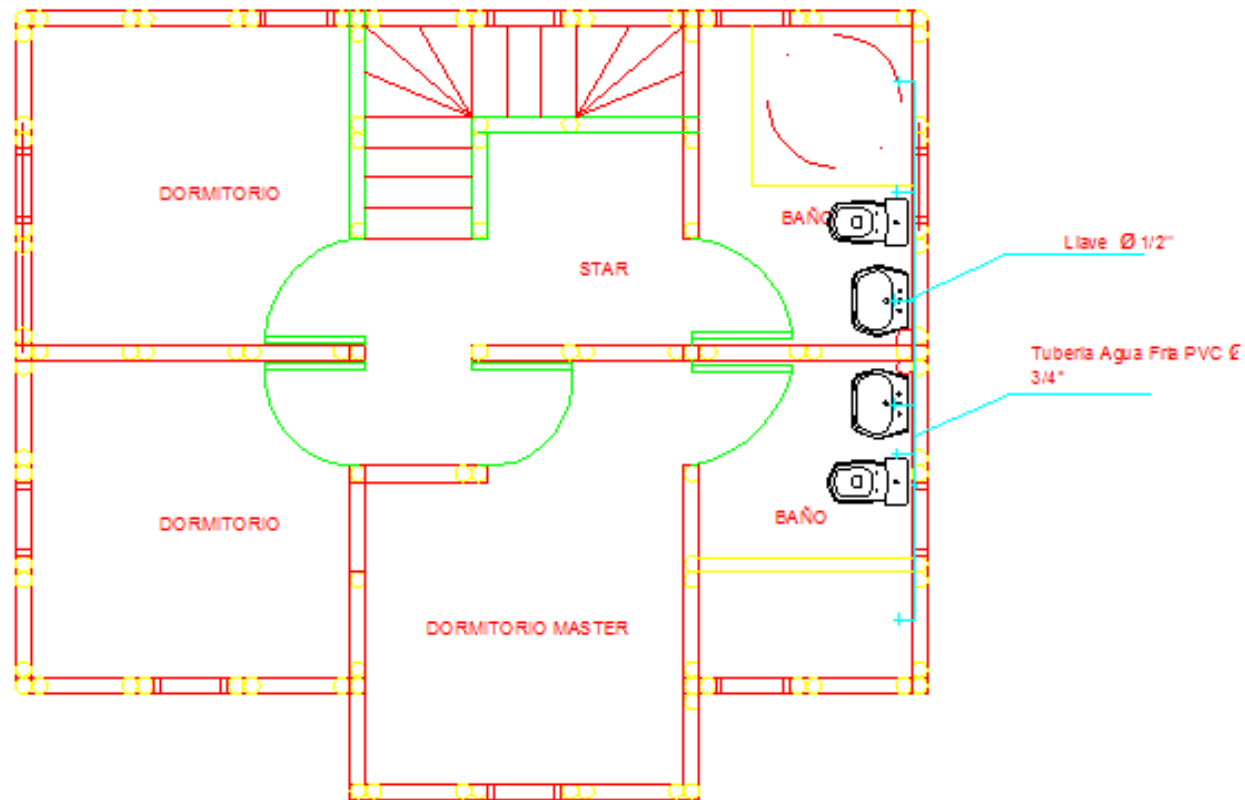 DORMITORIO
BAÑO
Llave Ø 1/2"
STAR
Tuberia Agua Fria PVC Ø
3/4"
DORMITORIO
BAÑO
DORMITORIO MASTER